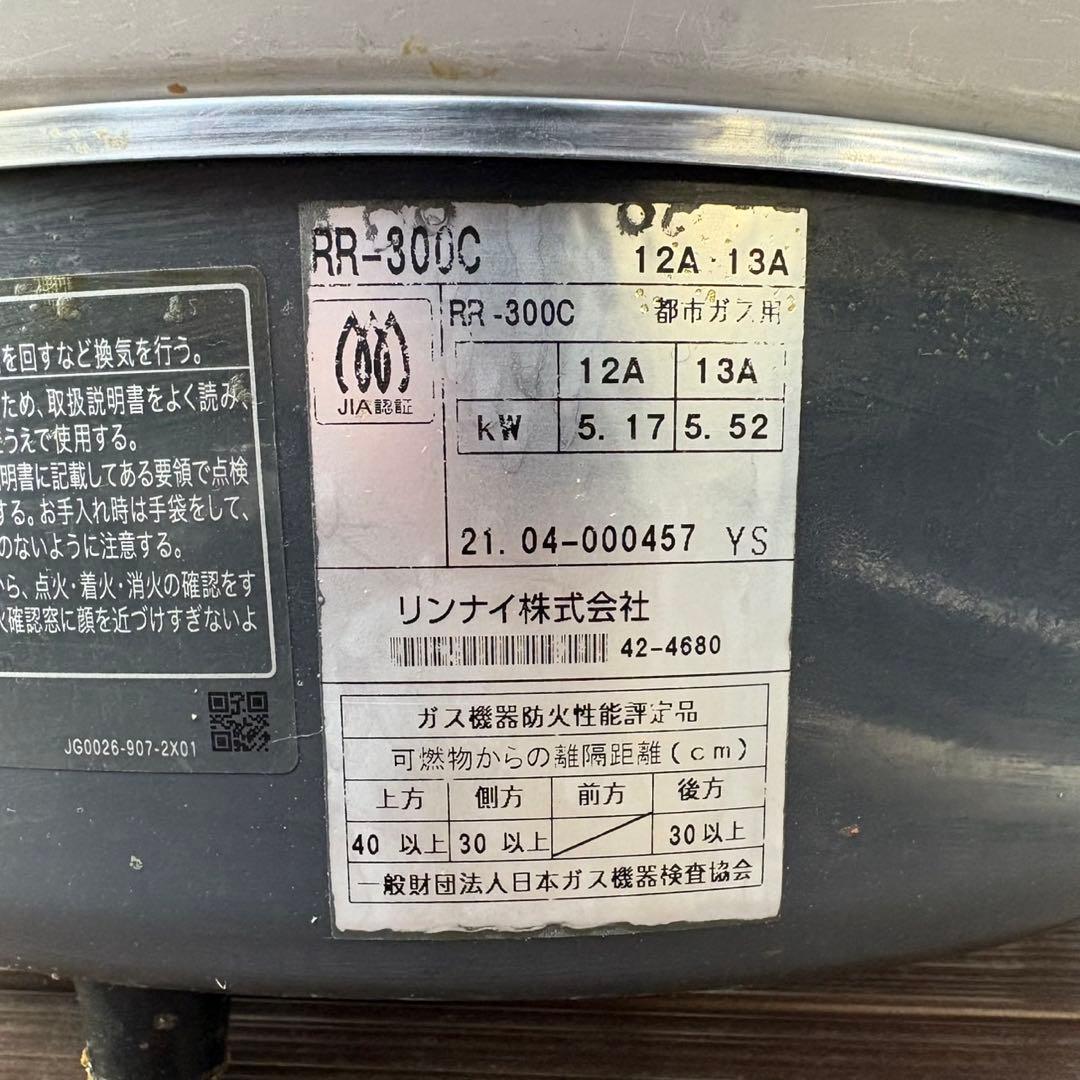 を回すなど換気を行う。
ため、取扱説明書をよく読み、
うえで使用する。
明書に記載してある要領で点検
する。お手入れ時は手袋をして、
のないように注意する。
から、点火・着火・消火の確認をす
火確認窓に顔を近づけすぎないよ
JG0026-907-2X01
RR-300C 12A・13A
JIA認証
RR-300C 都市ガス用
12A 13A
kW 5.17 5.52
21.04-000457 YS
リンナイ株式会社
42-4680
ガス機器防火性能評定品
可燃物からの離隔距離(cm)
上方 側方 前方 後方
40 以上 30 以上 30以上
一般財団法人日本ガス機器検査協会